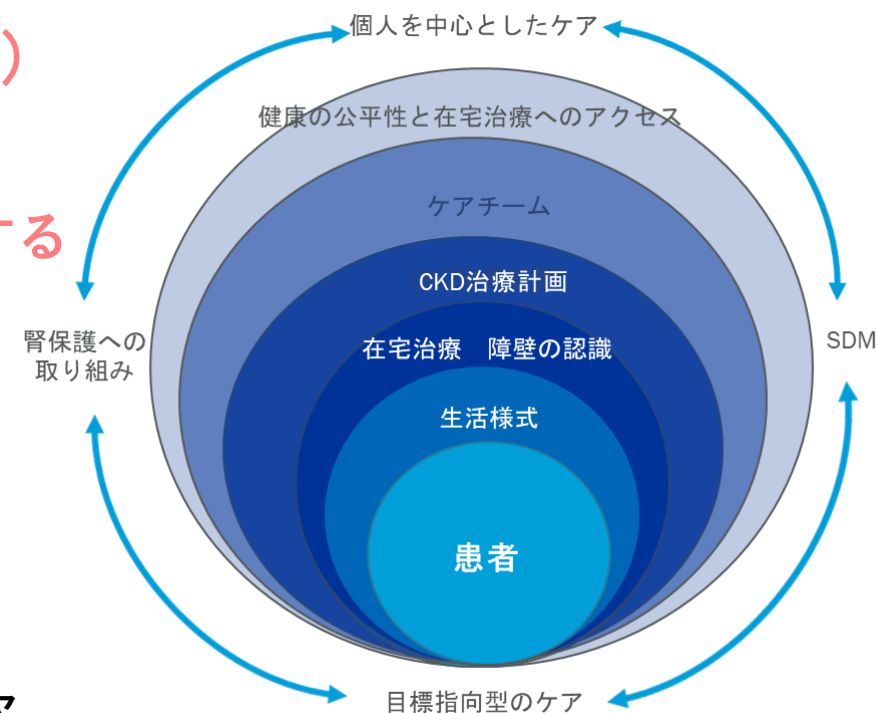 個人を中心としたケア
)
健康の公平性と在宅治療へのアクセス
する
ケアチーム
CKD治療計画
腎保護への
取り組み
SDM
在宅治療　障壁の認識
生活様式
患者
目標指向型のケア